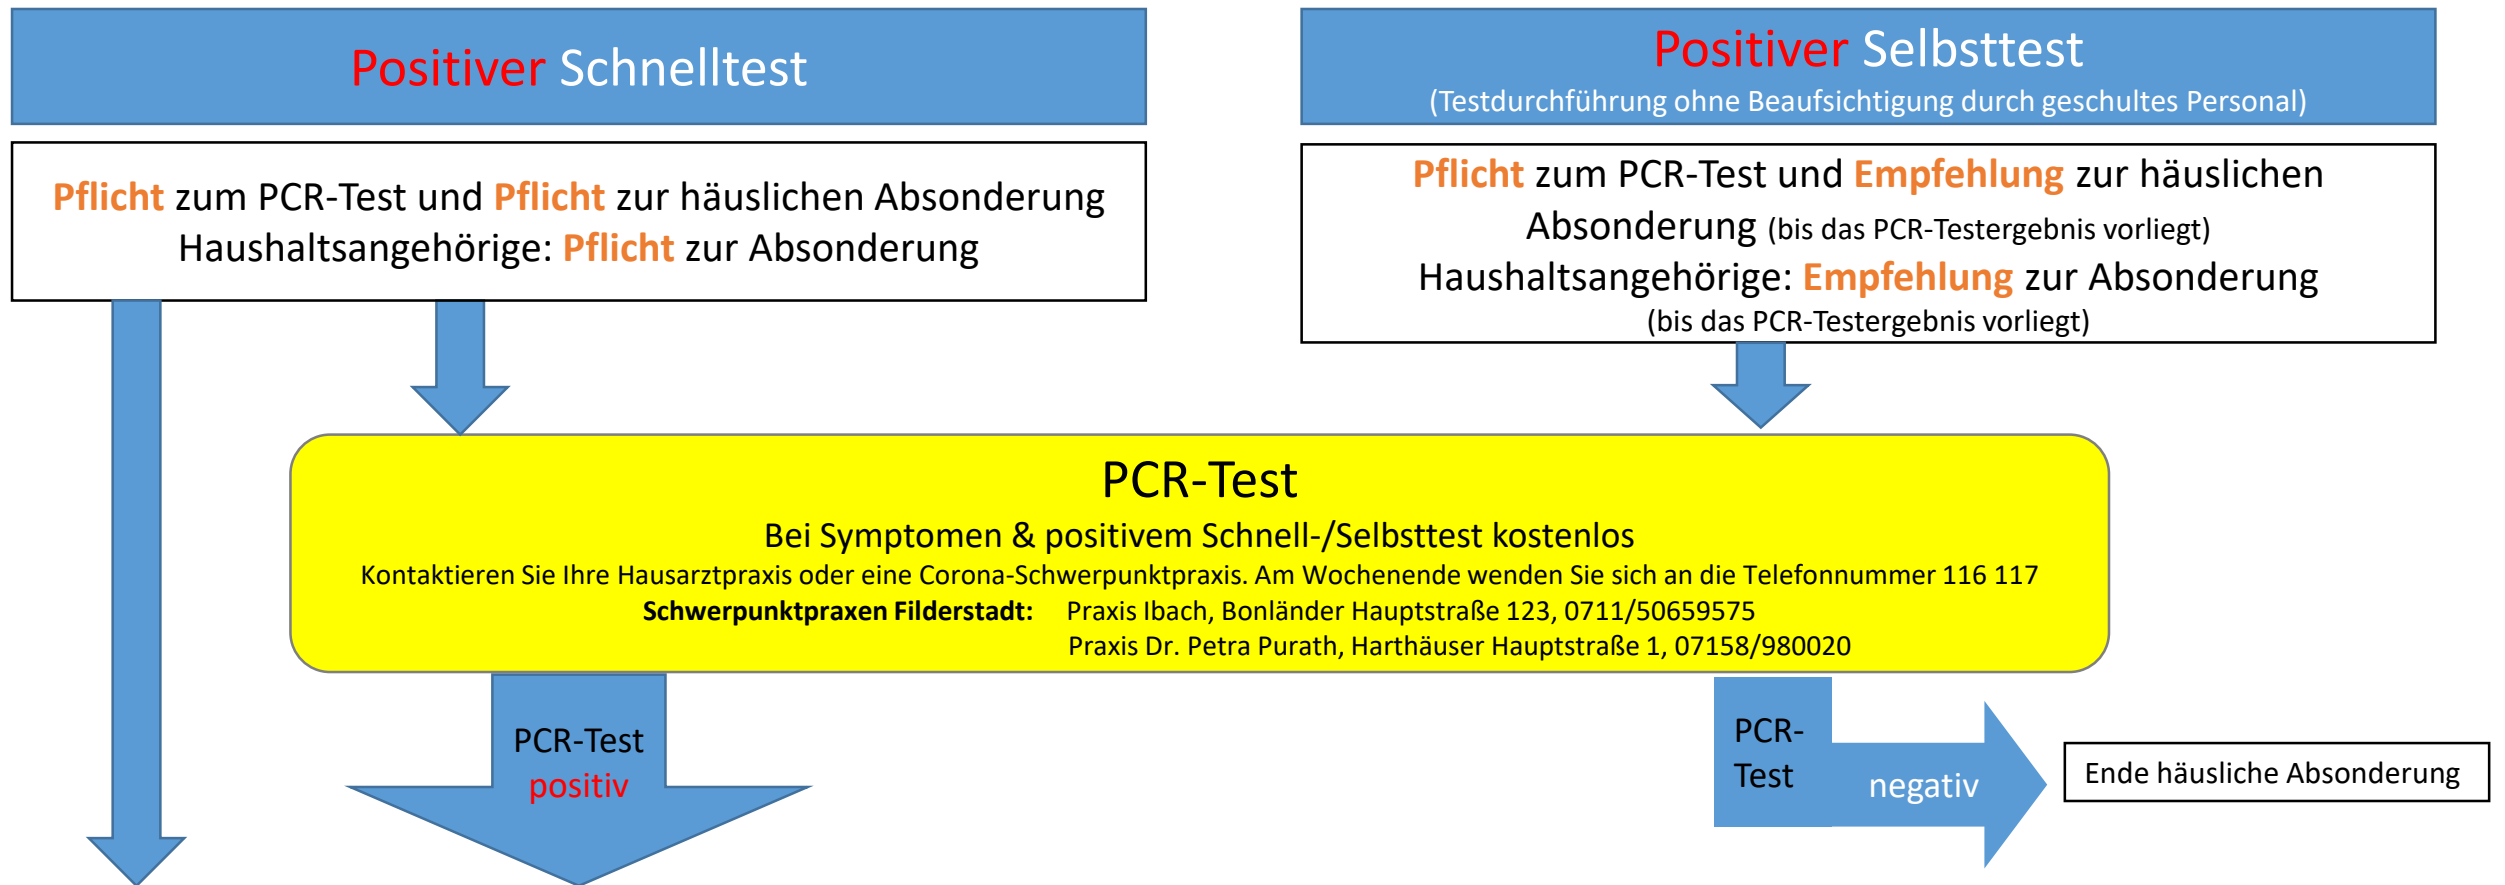 Positiver Schnelltest
Pflicht zum PCR-Test und Pflicht zur häuslichen Absonderung
Haushaltsangehörige: Pflicht zur Absonderung
Positiver Selbsttest
(Testdurchführung ohne Beaufsichtigung durch geschultes Personal)
Pflicht zum PCR-Test und Empfehlung zur häuslichen
Absonderung (bis das PCR-Testergebnis vorliegt)
Haushaltsangehörige: Empfehlung zur Absonderung
(bis das PCR-Testergebnis vorliegt)
PCR-Test
Bei Symptomen & positivem Schnell-/Selbsttest kostenlos
Kontaktieren Sie Ihre Hausarztpraxis oder eine Corona-Schwerpunktpraxis. Am Wochenende wenden Sie sich an die Telefonnummer 116 117
Schwerpunktpraxen Filderstadt: Praxis Ibach, Bonländer Hauptstraße 123, 0711/50659575
Praxis Dr. Petra Purath, Harthäuser Hauptstraße 1, 07158/980020
PCR-Test
positiv
PCR-
Test
negativ
Ende häusliche Absonderung